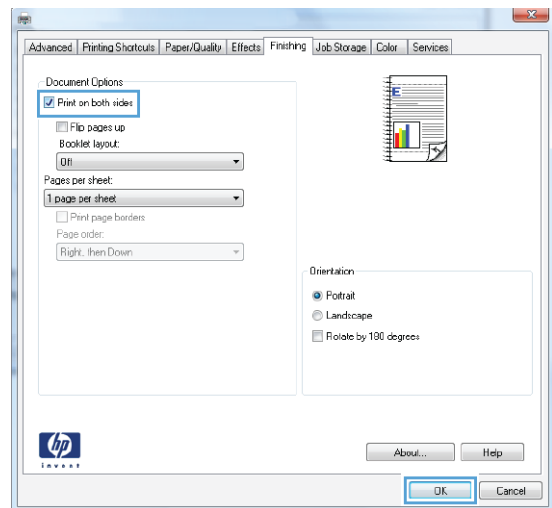 Advanced Printing Shortcuts Paper/Quality Effects Finishing Job Storage Color Services
Document Options
Print on both sides
Flip pages up
Booklet layout:
Off
Pages per sheet:
1 page per sheet
Print page borders
Page order:
Right, then Down
E
Orientation
Portrait
Landscape
Rotate by 180 degrees
hp
invent
About... Help
OK Cancel